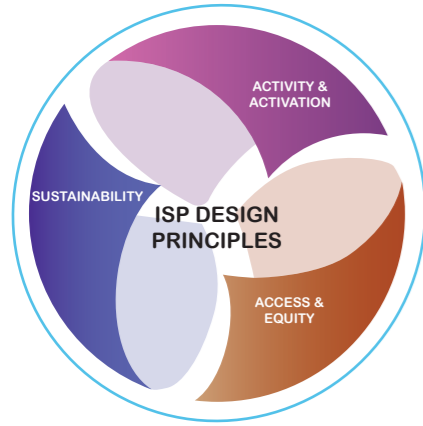 ACTIVITY &
ACTIVATION
SUSTAINABILITY
ISP DESIGN
PRINCIPLES
ACCESS &
EQUITY